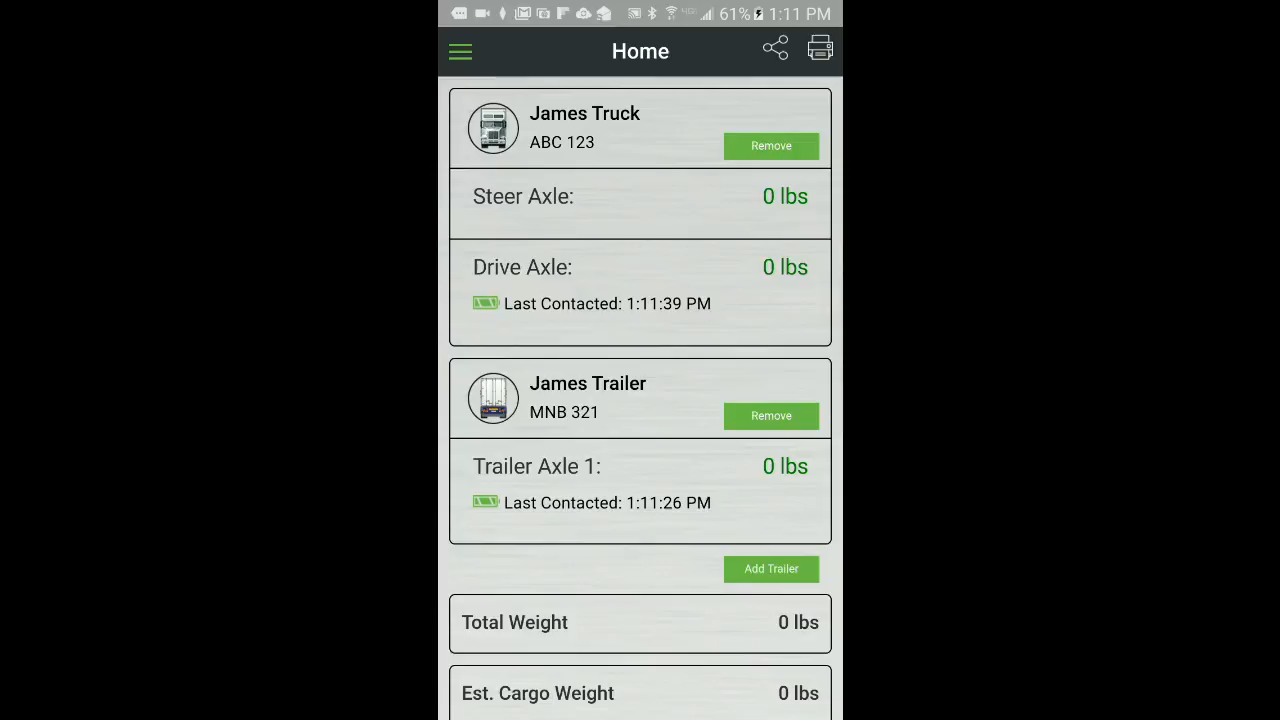 61% 1:11 PM
Home
James Truck
ABC 123
Remove
Steer Axle: 0 lbs
Drive Axle: 0 lbs
Last Contacted: 1:11:39 PM
James Trailer
MNB 321
Remove
Trailer Axle 1: 0 lbs
Last Contacted: 1:11:26 PM
Add Trailer
Total Weight 0 lbs
Est. Cargo Weight 0 lbs